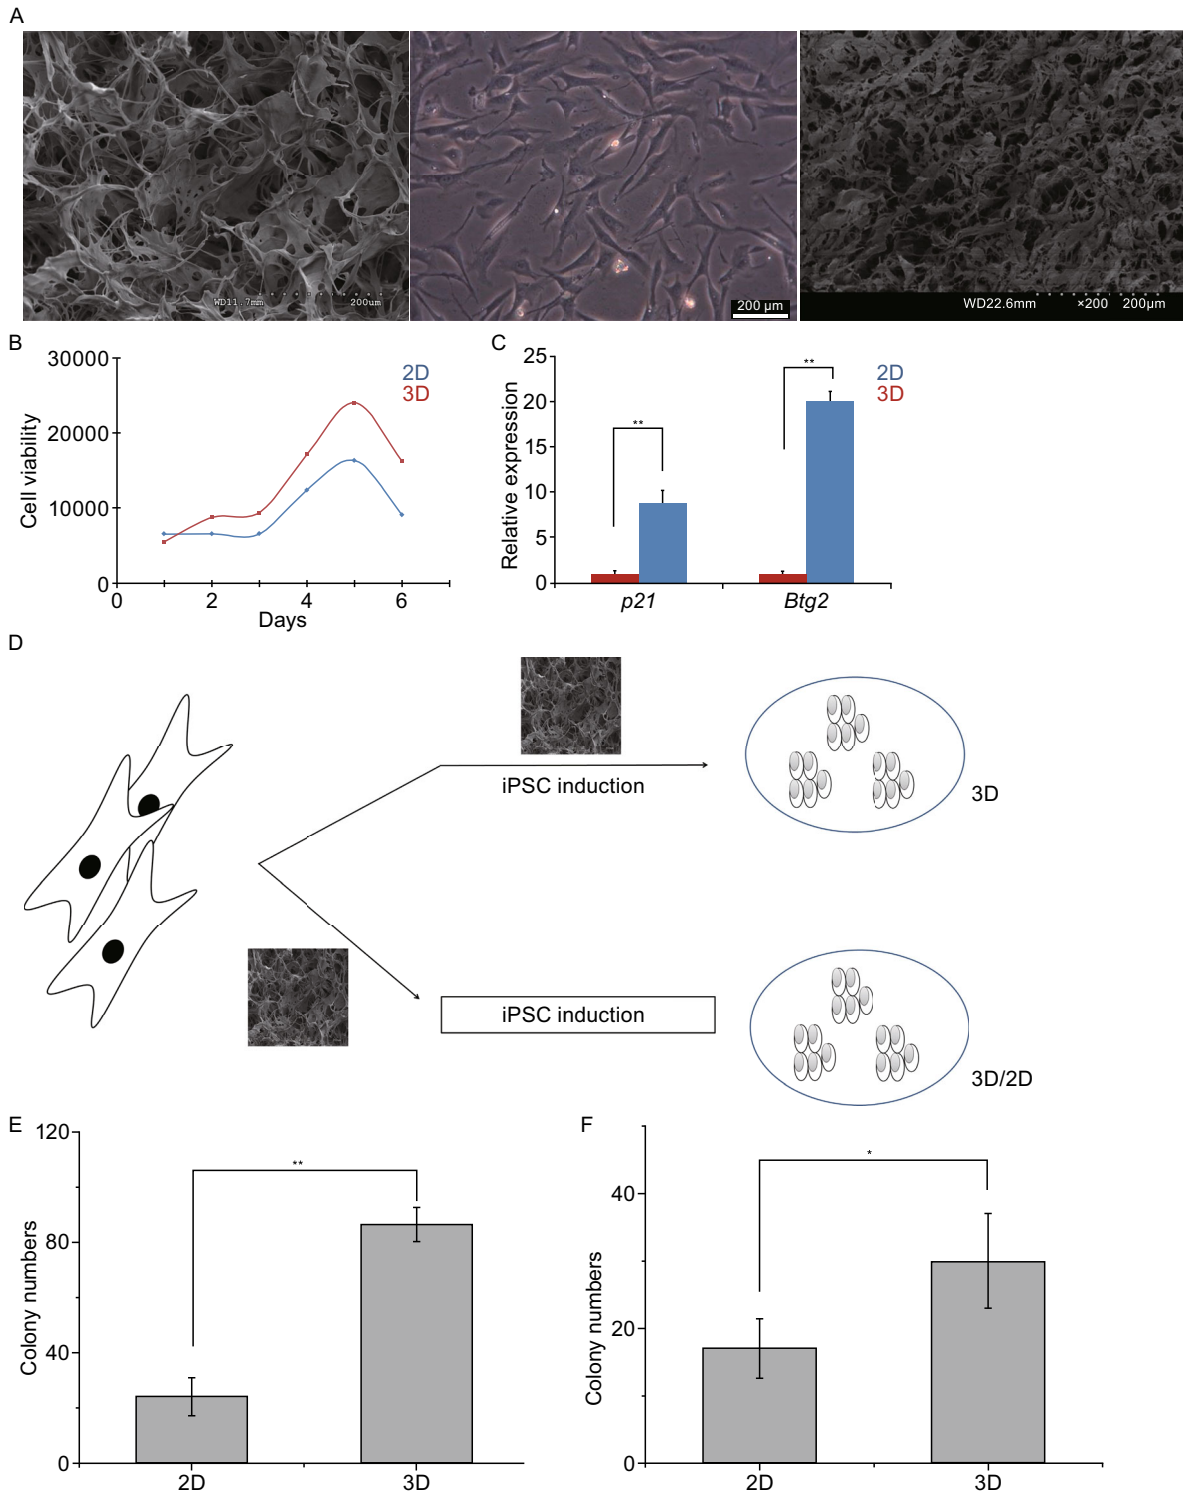 A
WD11.7mm 200um
200 µm
WD22.6mm ×200 200µm
B
30000
20000
10000
0
0 2 4 6
Days
Cell viability
2D
3D
C
25
20
15
10
5
0
Relative expression
**
**
2D
3D
p21 Btg2
D
iPSC induction
3D
iPSC induction
3D/2D
E
120
80
40
0
Colony numbers
**
2D 3D
F
40
20
0
Colony numbers
*
2D 3D